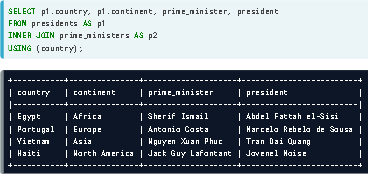 SELECT p1.country, p1.continent, prime_minister, president
FROM presidents AS p1
INNER JOIN prime_ministers AS p2
USING (country);
+----------+---------------+-------------------+-------------------------+
| country | continent | prime_minister | president |
|----------+---------------+-------------------+-------------------------|
| Egypt | Africa | Sherif Ismail | Abdel Fattah el-Sisi |
| Portugal | Europe | Antonio Costa | Marcelo Rebelo de Sousa |
| Vietnam | Asia | Nguyen Xuan Phuc | Tran Dai Quang |
| Haiti | North America | Jack Guy Lafontant | Jovenel Moise |
+----------+---------------+-------------------+-------------------------+